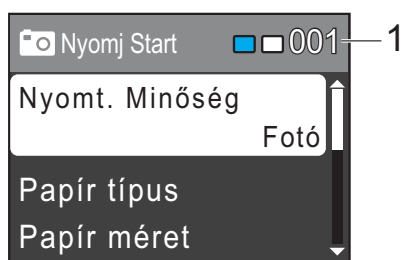 Nyomj Start 001 1
Nyomt. Minőség
Fotó
Papír típus
Papír méret